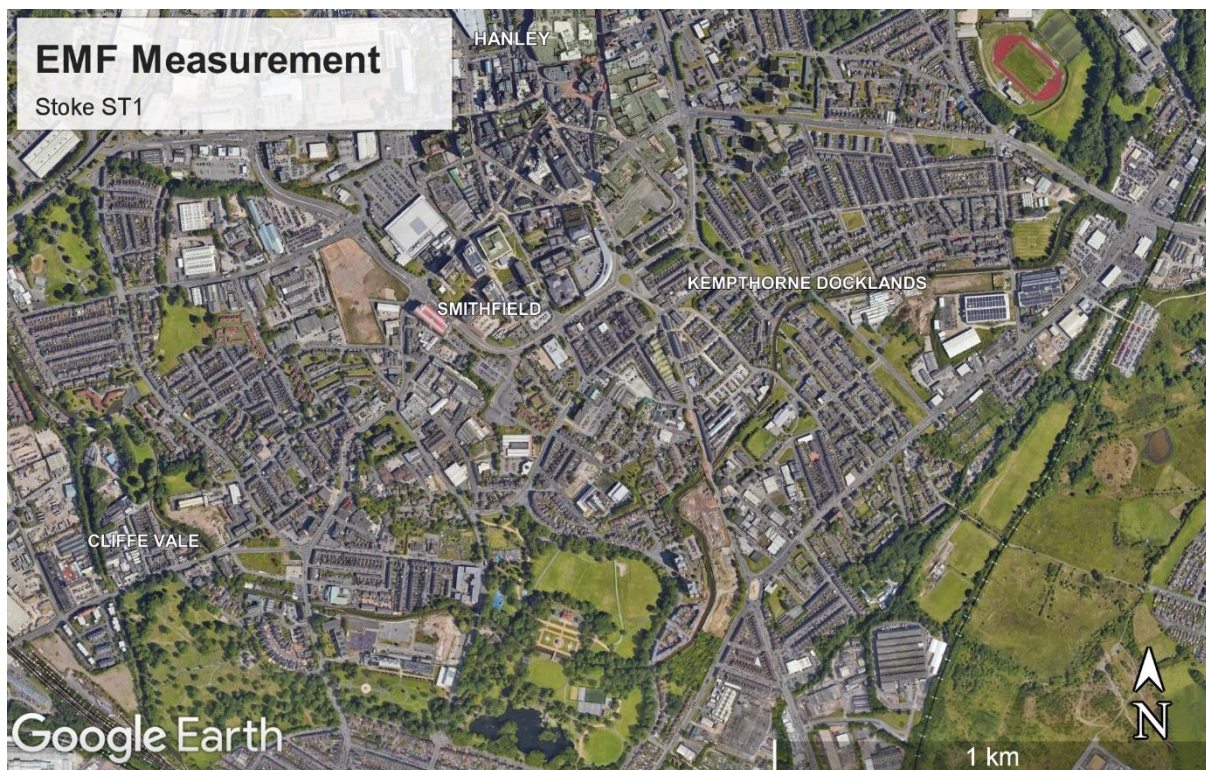 EMF Measurement
Stoke ST1
HANLEY
SMITHFIELD
KEMPTHORNE DOCKLANDS
CLIFFE VALE
Google Earth
N
1 km